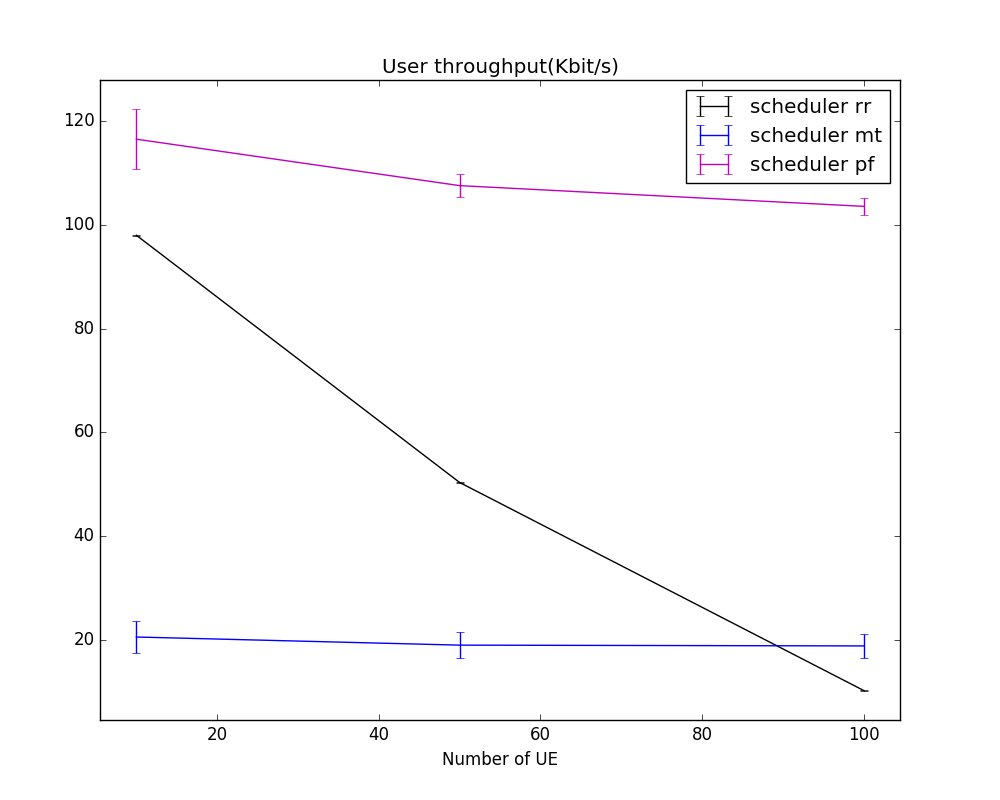 User throughput(Kbit/s)
scheduler rr
scheduler mt
scheduler pf
120
100
80
60
40
20
20 40 60 80 100
Number of UE